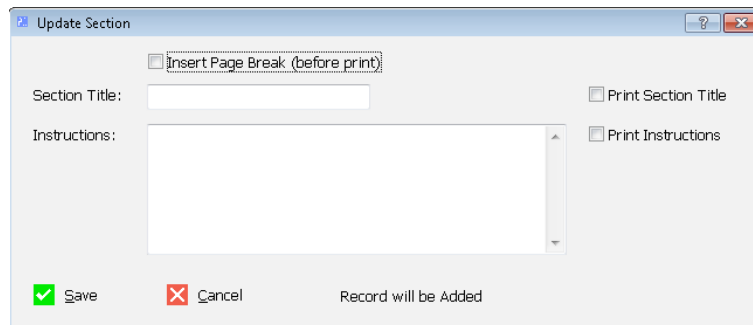 Update Section
?
Insert Page Break (before print)
Section Title:
Print Section Title
Instructions:
Print Instructions
Save
Cancel
Record will be Added